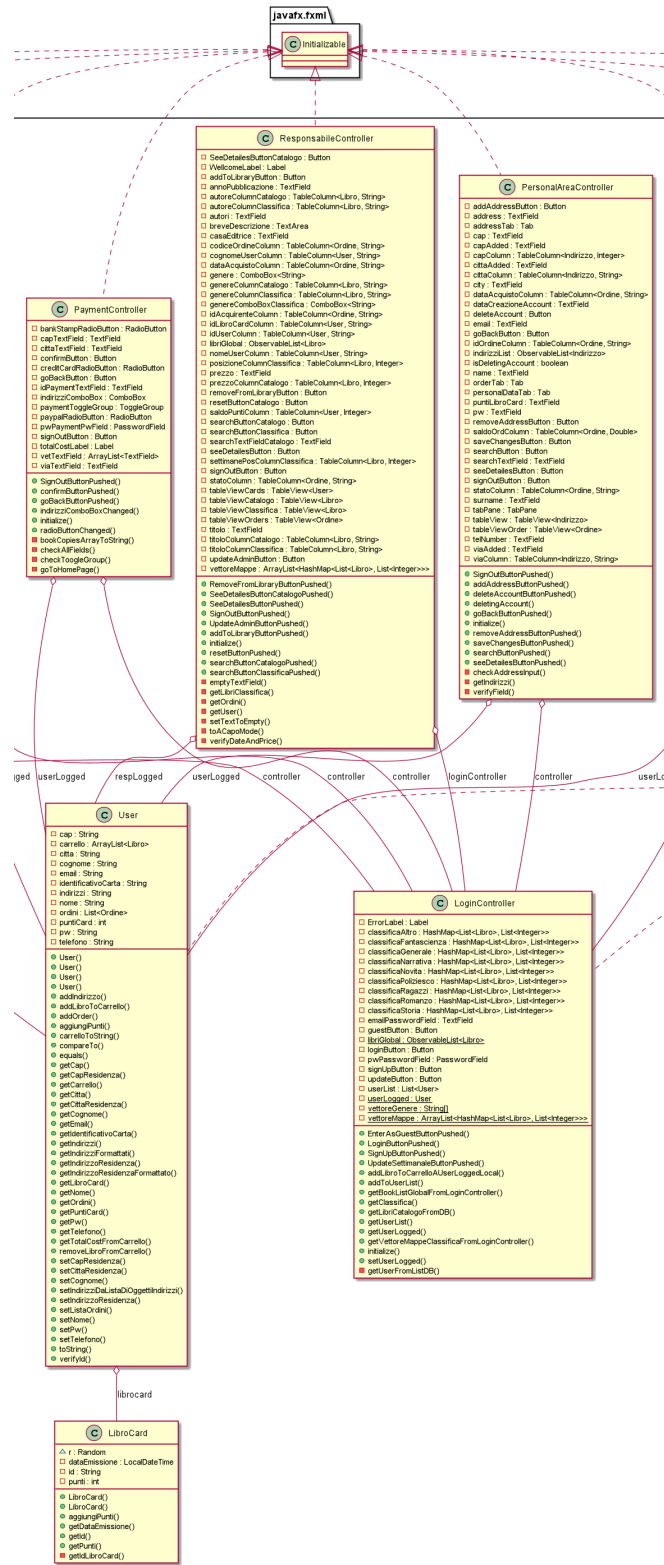 javafx.fxml
C Initializable
C ResponsabileController
SeeDetailesButtonCatalogo : Button
WellcomeLabel : Label
addToLibraryButton : Button
annoPubblicazione : TextField
autoreColumnCatalogo : TableColumn<Libro, String>
autoreColumnClassifica : TableColumn<Libro, String>
autori : TextField
breveDescrizione : TextArea
casaEditrice : TextField
codiceOrdineColumn : TableColumn<Ordine, String>
cognomeUserColumn : TableColumn<User, String>
dataAcquistoColumn : TableColumn<Ordine, String>
genere : ComboBox<String>
genereColumnCatalogo : TableColumn<Libro, String>
genereColumnClassifica : TableColumn<Libro, String>
genereComboBoxClassifica : ComboBox<String>
idAcquirenteColumn : TableColumn<Ordine, String>
idLibroCardColumn : TableColumn<User, String>
idUserColumn : TableColumn<User, String>
libriGlobal : ObservableList<Libro>
nomeUserColumn : TableColumn<User, String>
posizioneColumnClassifica : TableColumn<Libro, Integer>
prezzo : TextField
prezzoColumnCatalogo : TableColumn<Libro, Integer>
removeFromLibraryButton : Button
resetButtonCatalogo : Button
saldoPuntiColumn : TableColumn<User, Integer>
searchButtonCatalogo : Button
searchButtonClassifica : Button
searchTextFieldCatalogo : TextField
seeDetailesButton : Button
settimanePosColumnClassifica : TableColumn<Libro, Integer>
signOutButton : Button
statoColumn : TableColumn<Ordine, String>
tableViewCards : TableView<User>
tableViewCatalogo : TableView<Libro>
tableViewClassifica : TableView<Libro>
tableViewOrders : TableView<Ordine>
titolo : TextField
titoloColumnCatalogo : TableColumn<Libro, String>
titoloColumnClassifica : TableColumn<Libro, String>
updateAdminButton : Button
vettoreMappe : ArrayList<HashMap<List<Libro>, List<Integer>>>
RemoveFromLibraryButtonPushed()
SeeDetailesButtonCatalogoPushed()
SeeDetailesButtonPushed()
SignOutButtonPushed()
UpdateAdminButtonPushed()
addToLibraryButtonPushed()
initialize()
resetButtonPushed()
searchButtonCatalogoPushed()
searchButtonClassificaPushed()
emptyTextField()
getLibriClassifica()
getOrdini()
getUser()
setTextToEmpty()
toACapoMode()
verifyDateAndPrice()
C PersonalAreaController
addAddressButton : Button
address : TextField
addressTab : Tab
cap : TextField
capAdded : TextField
capColumn : TableColumn<Indirizzo, Integer>
cittaAdded : TextField
cittaColumn : TableColumn<Indirizzo, String>
city : TextField
dataAcquistoColumn : TableColumn<Ordine, String>
dataCreazioneAccount : TextField
deleteAccount : Button
email : TextField
goBackButton : Button
idOrdineColumn : TableColumn<Ordine, String>
indirizziList : ObservableList<Indirizzo>
isDeletingAccount : boolean
name : TextField
orderTab : Tab
personalDataTab : Tab
puntiLibroCard : TextField
pw : TextField
removeAddressButton : Button
saldoOrdColumn : TableColumn<Ordine, Double>
saveChangesButton : Button
searchButton : Button
searchTextField : TextField
seeDetailesButton : Button
signOutButton : Button
statoColumn : TableColumn<Ordine, String>
surname : TextField
tabPane : TabPane
tableView : TableView<Indirizzo>
tableViewOrder : TableView<Ordine>
telNumber : TextField
viaAdded : TextField
viaColumn : TableColumn<Indirizzo, String>
SignOutButtonPushed()
addAddressButtonPushed()
deleteAccountButtonPushed()
deletingAccount()
goBackButtonPushed()
initialize()
removeAddressButtonPushed()
saveChangesButtonPushed()
searchButtonPushed()
seeDetailesButtonPushed()
checkAddressInput()
getIndirizzi()
verifyField()
C PaymentController
bankStampRadioButton : RadioButton
capTextField : TextField
cittaTextField : TextField
confirmButton : Button
creditCardRadioButton : RadioButton
goBackButton : Button
idPaymentTextField : TextField
indirizziComboBox : ComboBox
paymentToggleGroup : ToggleGroup
paypalRadioButton : RadioButton
pwPaymentPwField : PasswordField
signOutButton : Button
totalCostLabel : Label
vetTextField : ArrayList<TextField>
viaTextField : TextField
SignOutButtonPushed()
confirmButtonPushed()
goBackButtonPushed()
indirizziComboBoxChanged()
initialize()
radioButtonChanged()
bookCopiesArrayToString()
checkAllFields()
checkToogleGroup()
goToHomePage()
gged userLogged respLogged userLogged controller controller controller loginController controller userLo
C User
cap : String
carrello : ArrayList<Libro>
citta : String
cognome : String
email : String
identificativoCarta : String
indirizzi : String
nome : String
ordini : List<Ordine>
puntiCard : int
pw : String
telefono : String
User()
User()
User()
User()
addIndirizzo()
addLibroToCarrello()
addOrder()
aggiungiPunti()
carrelloToString()
compareTo()
equals()
getCap()
getCapResidenza()
getCarrello()
getCitta()
getCittaResidenza()
getCognome()
getEmail()
getIdentificativoCarta()
getIndirizzi()
getIndirizziFormattati()
getIndirizzoResidenza()
getIndirizzoResidenzaFormattato()
getLibroCard()
getNome()
getOrdini()
getPuntiCard()
getPw()
getTelefono()
getTotalCostFromCarrello()
removeLibroFromCarrello()
setCapResidenza()
setCittaResidenza()
setCognome()
setIndirizziDaListaDiOggettiIndirizzi()
setIndirizzoResidenza()
setListaOrdini()
setNome()
setPw()
setTelefono()
toString()
verifyId()
C LoginController
ErrorLabel : Label
classificaAltro : HashMap<List<Libro>, List<Integer>>
classificaFantascienza : HashMap<List<Libro>, List<Integer>>
classificaGenerale : HashMap<List<Libro>, List<Integer>>
classificaNarrativa : HashMap<List<Libro>, List<Integer>>
classificaNovita : HashMap<List<Libro>, List<Integer>>
classificaPoliziesco : HashMap<List<Libro>, List<Integer>>
classificaRagazzi : HashMap<List<Libro>, List<Integer>>
classificaRomanzo : HashMap<List<Libro>, List<Integer>>
classificaStoria : HashMap<List<Libro>, List<Integer>>
emailPasswordField : TextField
guestButton : Button
libriGlobal : ObservableList<Libro>
loginButton : Button
pwPasswordField : PasswordField
signUpButton : Button
updateButton : Button
userList : List<User>
userLogged : User
vettoreGenere : String[]
vettoreMappe : ArrayList<HashMap<List<Libro>, List<Integer>>>
EnterAsGuestButtonPushed()
LoginButtonPushed()
SignUpButtonPushed()
UpdateSettimanaleButtonPushed()
addLibroToCarrelloAUserLoggedLocal()
addToUserList()
getBookListGlobalFromLoginController()
getClassifica()
getLibriCatalogoFromDB()
getUserList()
getUserLogged()
getVettoreMappeClassificaFromLoginController()
initialize()
setUserLogged()
getUserFromListDB()
librocard
C LibroCard
r : Random
dataEmissione : LocalDateTime
id : String
punti : int
LibroCard()
LibroCard()
aggiungiPunti()
getDataEmissione()
getId()
getPunti()
getIdLibroCard()